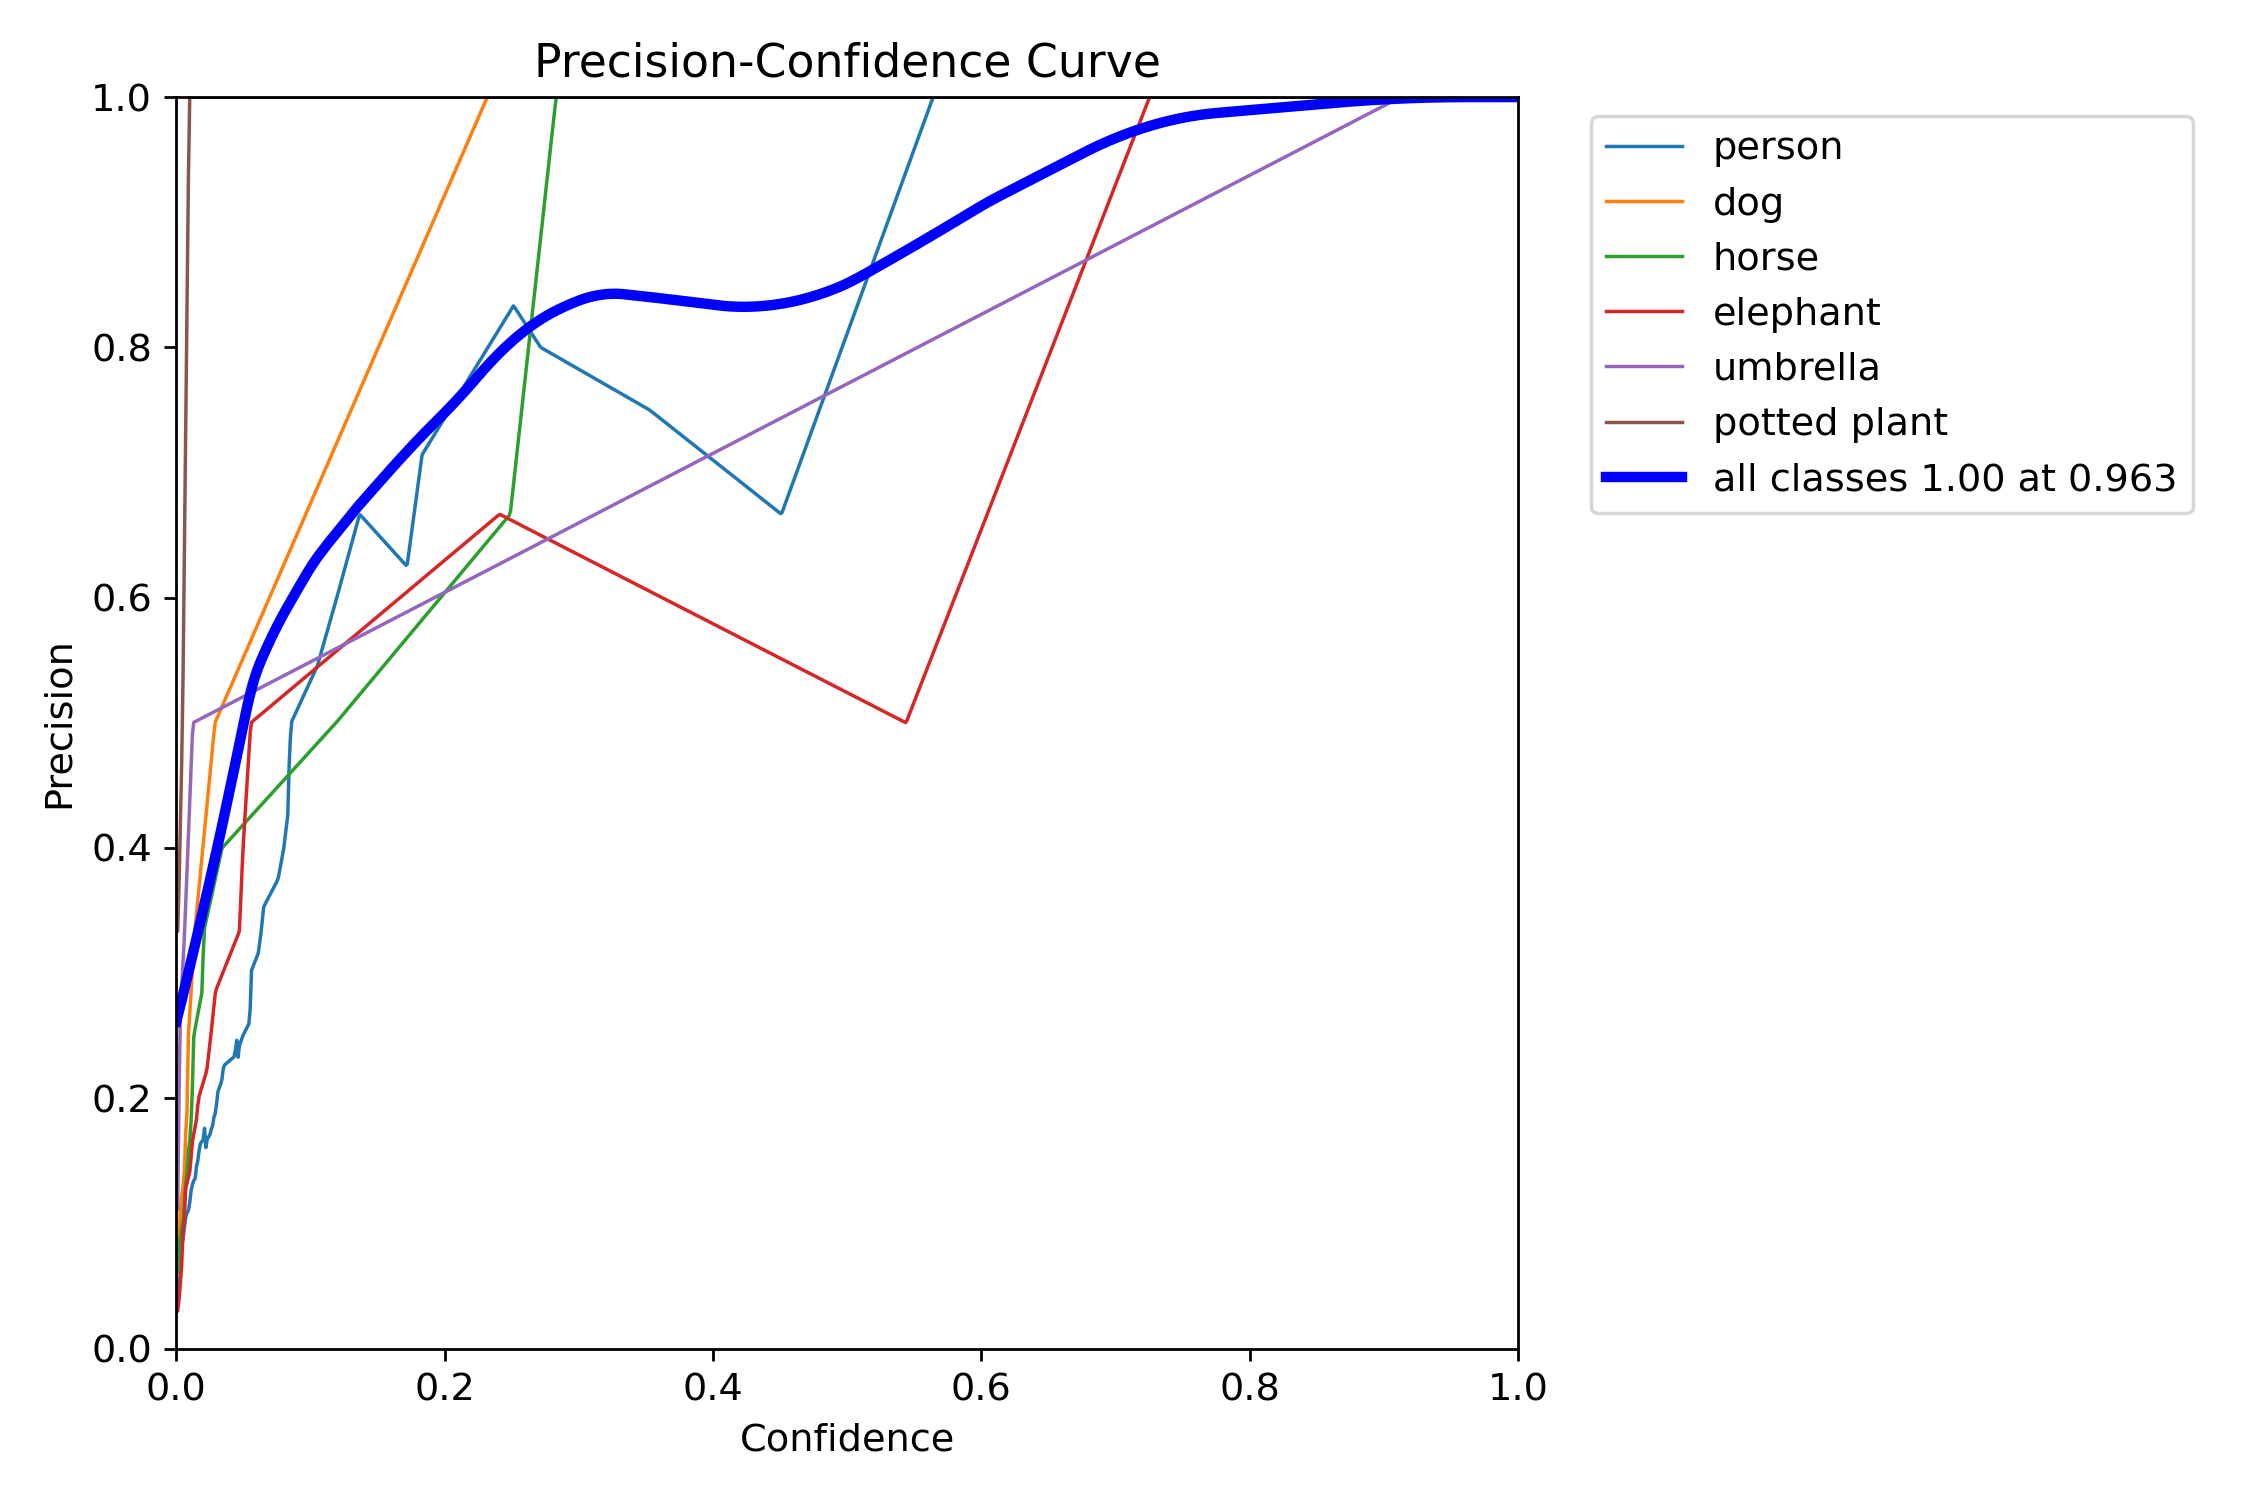 Precision-Confidence Curve
1.0
0.8
0.6
0.4
0.2
0.0
Precision
0.0 0.2 0.4 0.6 0.8 1.0
Confidence
person
dog
horse
elephant
umbrella
potted plant
all classes 1.00 at 0.963